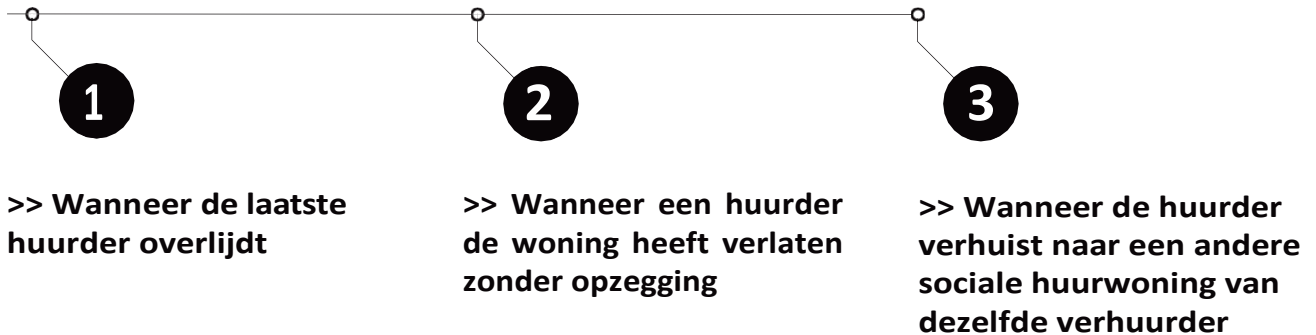 1
>> Wanneer de laatste
huurder overlijdt
2
>> Wanneer een huurder
de woning heeft verlaten
zonder opzegging
3
>> Wanneer de huurder
verhuist naar een andere
sociale huurwoning van
dezelfde verhuurder